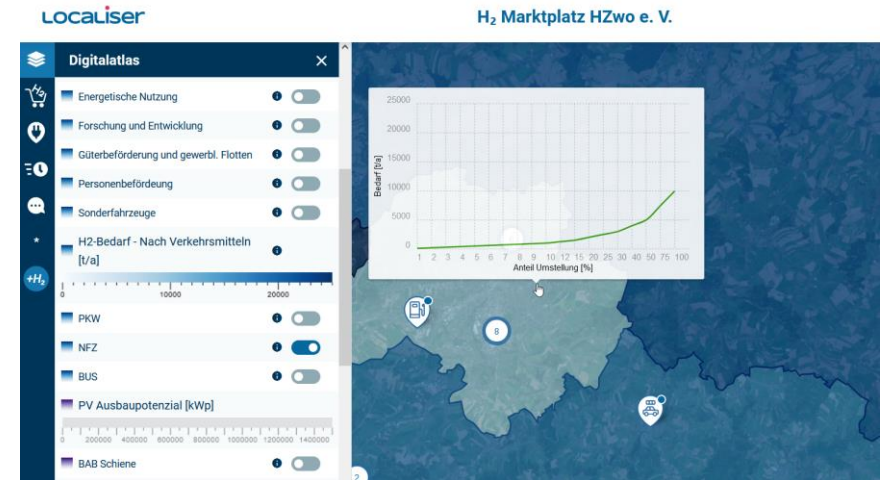 Localiser
H₂ Marktplatz HZwo e. V.
Digitalatlas
Energetische Nutzung
Forschung und Entwicklung
Güterbeförderung und gewerbl. Flotten
Personenbefördeung
Sonderfahrzeuge
H2-Bedarf - Nach Verkehrsmitteln
[t/a]
0 10000 20000
PKW
NFZ
BUS
PV Ausbaupotenzial [kWp]
0 200000 400000 600000 800000 1000000 1200000 1400000
BAB Schiene
H₂
+H₂
25000
20000
15000
10000
5000
0
Bedarf [t/a]
1 2 3 4 5 6 7 8 9 10 12 15 20 25 30 40 50 75 100
Anteil Umstellung [%]
8
2